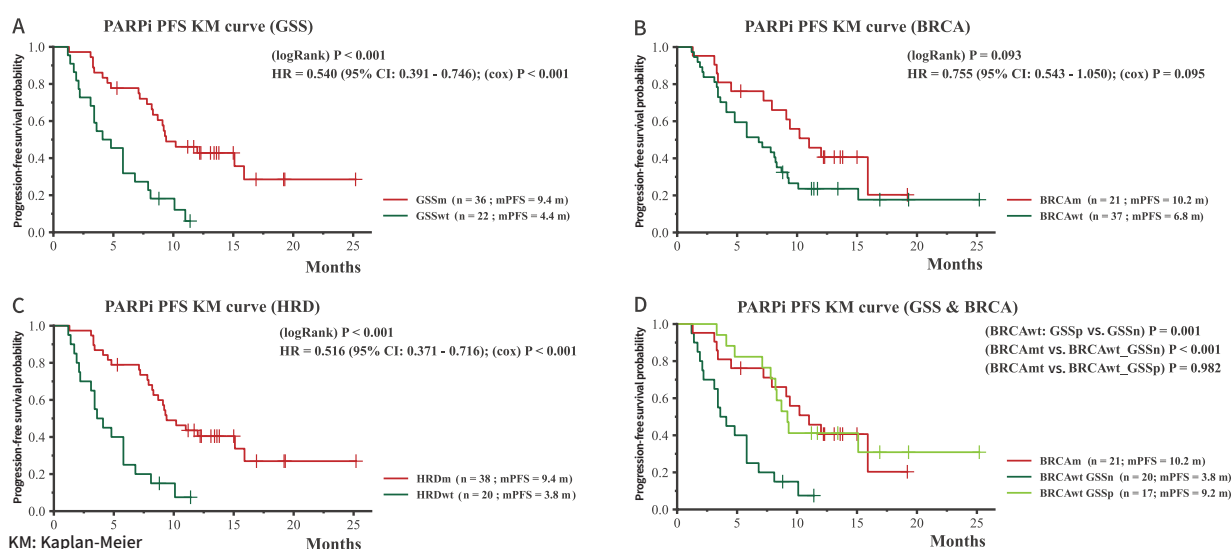 A
PARPi PFS KM curve (GSS)
(logRank) P < 0.001
HR = 0.540 (95% CI: 0.391 - 0.746); (cox) P < 0.001
Progression-free survival probability
1.0
0.8
0.6
0.4
0.2
0.0
GSSm (n = 36 ; mPFS = 9.4 m)
GSSwt (n = 22 ; mPFS = 4.4 m)
0 5 10 15 20 25
Months
B
PARPi PFS KM curve (BRCA)
(logRank) P = 0.093
HR = 0.755 (95% CI: 0.543 - 1.050); (cox) P = 0.095
Progression-free survival probability
1.0
0.8
0.6
0.4
0.2
0.0
BRCAm (n = 21 ; mPFS = 10.2 m)
BRCAwt (n = 37 ; mPFS = 6.8 m)
0 5 10 15 20 25
Months
C
PARPi PFS KM curve (HRD)
(logRank) P < 0.001
HR = 0.516 (95% CI: 0.371 - 0.716); (cox) P < 0.001
Progression-free survival probability
1.0
0.8
0.6
0.4
0.2
0.0
HRDm (n = 38 ; mPFS = 9.4 m)
HRDwt (n = 20 ; mPFS = 3.8 m)
0 5 10 15 20 25
Months
D
PARPi PFS KM curve (GSS & BRCA)
(BRCAwt: GSSp vs. GSSn) P = 0.001
(BRCAmt vs. BRCAwt_GSSn) P < 0.001
(BRCAmt vs. BRCAwt_GSSp) P = 0.982
Progression-free survival probability
1.0
0.8
0.6
0.4
0.2
0.0
BRCAm (n = 21; mPFS = 10.2 m)
BRCAwt GSSn (n = 20; mPFS = 3.8 m)
BRCAwt GSSp (n = 17; mPFS = 9.2 m)
0 5 10 15 20 25
Months
KM: Kaplan-Meier